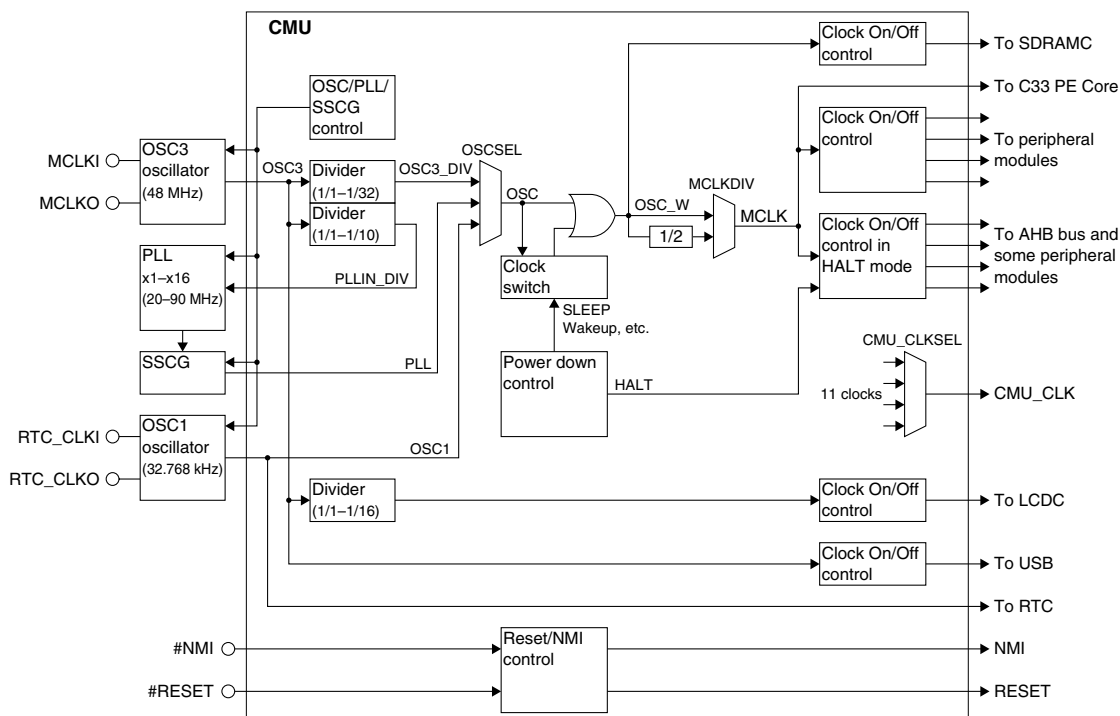 CMU
Clock On/Off
control
To SDRAMC
OSC/PLL/
SSCG
control
To C33 PE Core
Clock On/Off
control
To peripheral
modules
MCLKI
MCLKO
OSC3
oscillator
(48 MHz)
OSC3
Divider
(1/1–1/32)
OSC3_DIV
Divider
(1/1–1/10)
OSCSEL
OSC
OSC_W
MCLKDIV
1/2
MCLK
Clock On/Off
control in
HALT mode
To AHB bus and
some peripheral
modules
PLL
x1–x16
(20–90 MHz)
PLLIN_DIV
Clock
switch
SLEEP
Wakeup, etc.
SSCG
PLL
Power down
control
HALT
CMU_CLKSEL
11 clocks
CMU_CLK
RTC_CLKI
RTC_CLKO
OSC1
oscillator
(32.768 kHz)
OSC1
Divider
(1/1–1/16)
Clock On/Off
control
To LCDC
Clock On/Off
control
To USB
To RTC
#NMI
Reset/NMI
control
NMI
#RESET
RESET